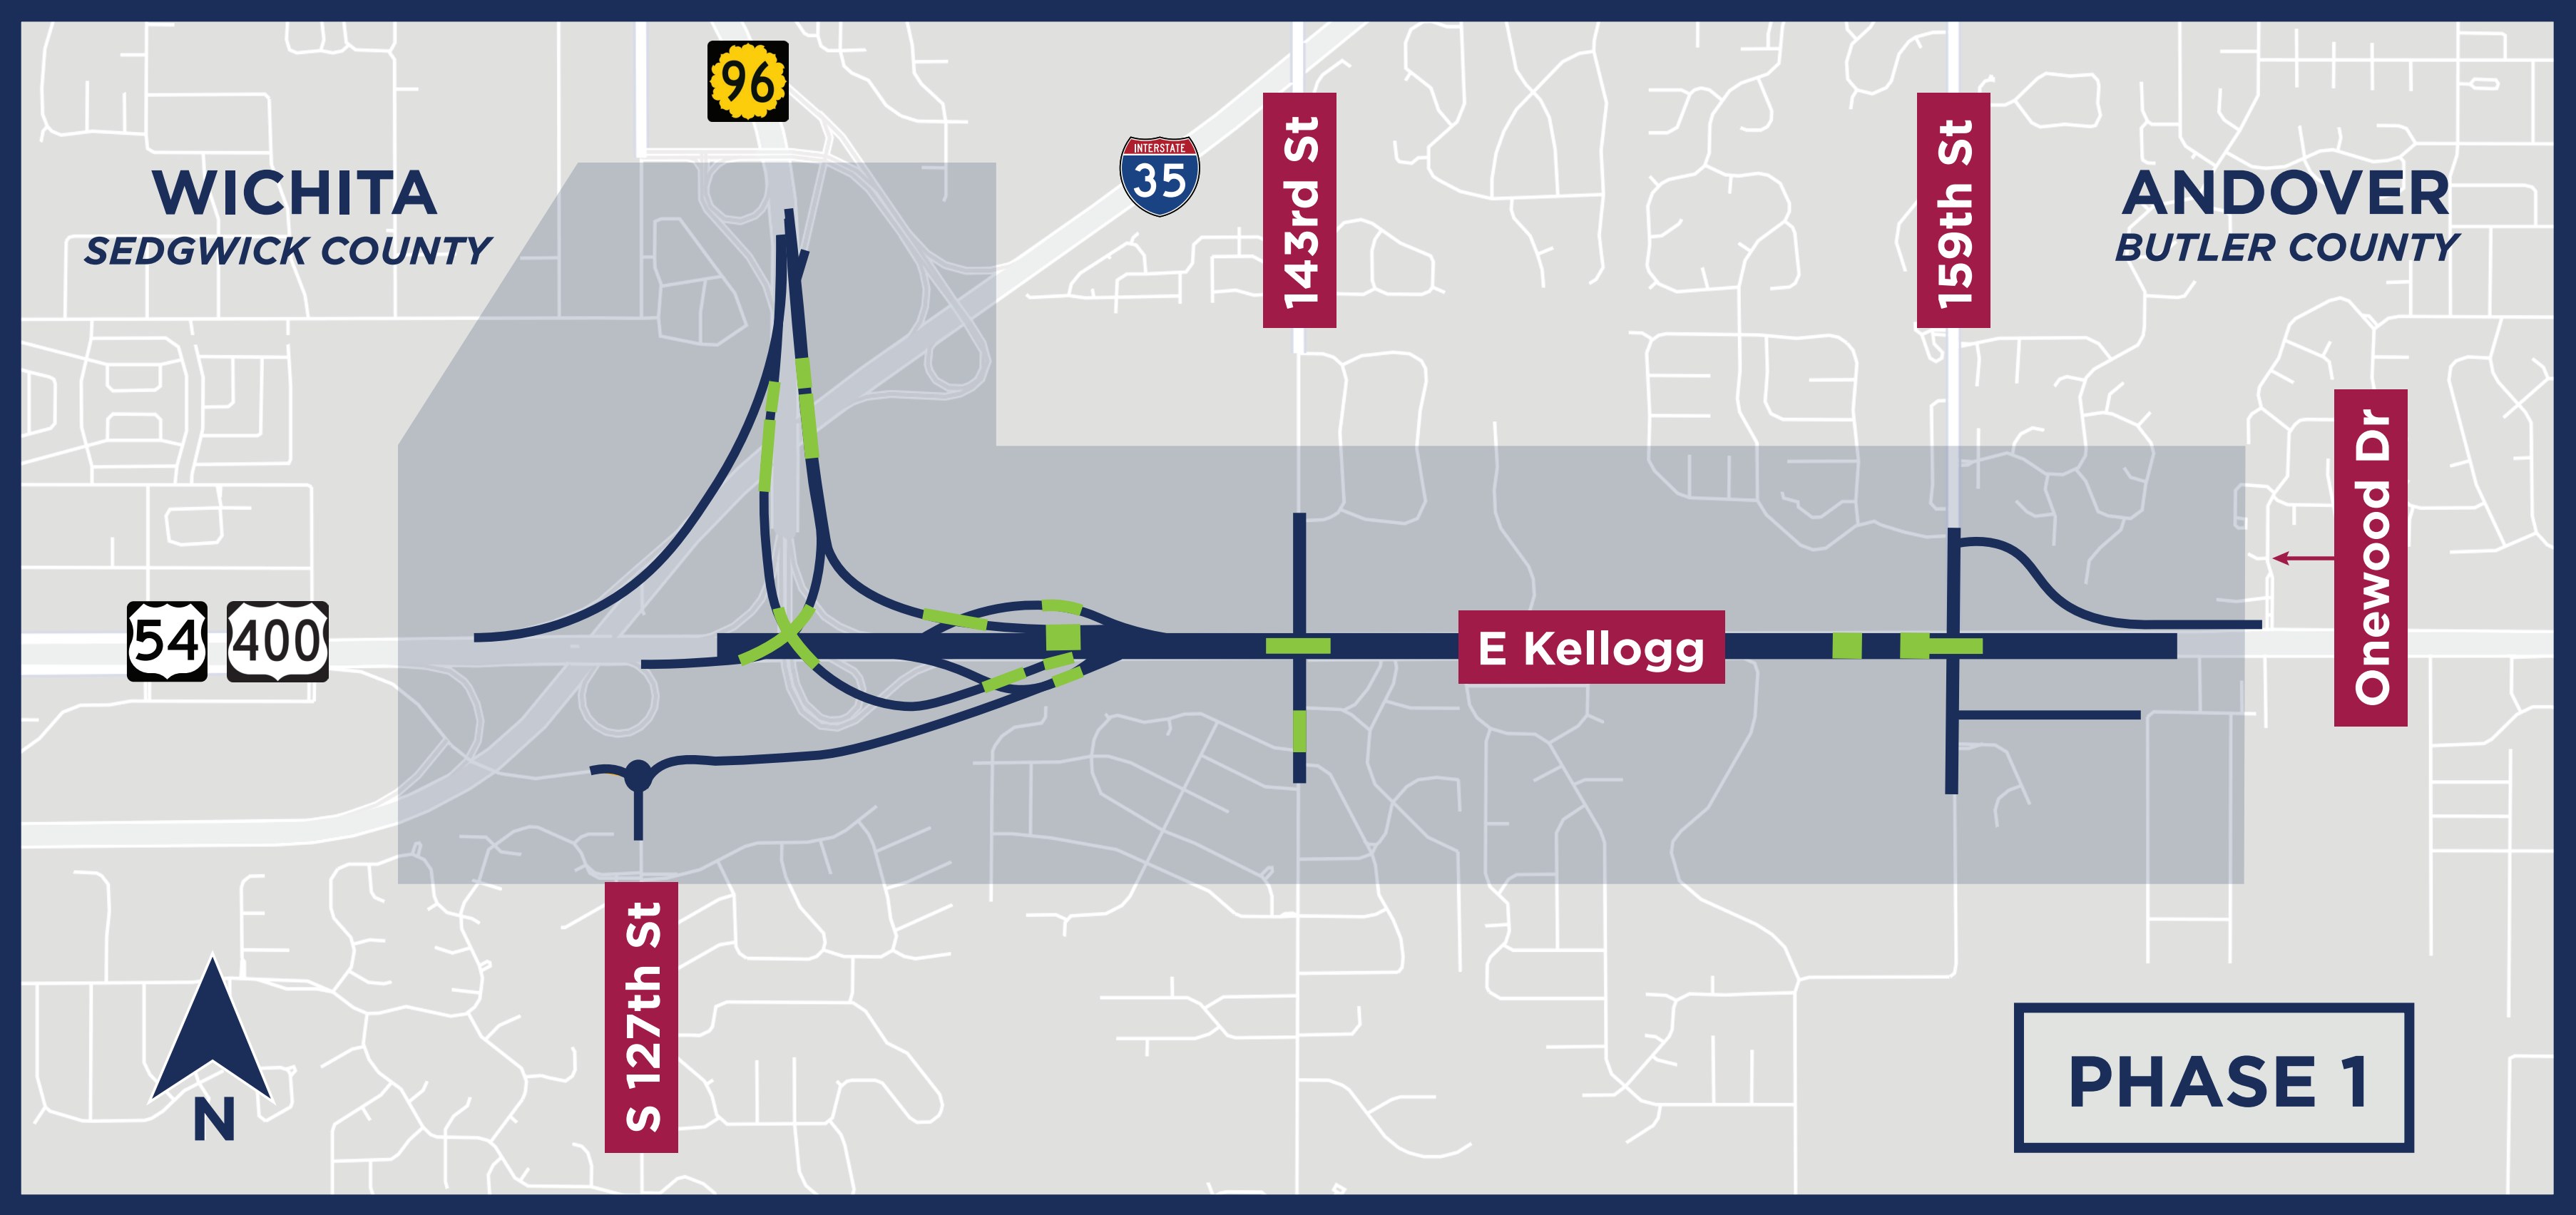 96
INTERSTATE
35
143rd St
159th St
WICHITA
SEDGWICK COUNTY
ANDOVER
BUTLER COUNTY
Onewood Dr
54
400
E Kellogg
S 127th St
N
PHASE 1